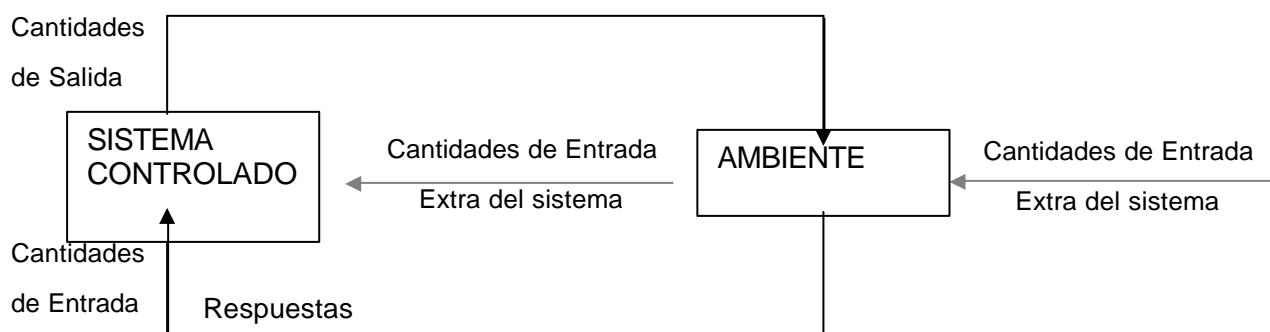 Cantidades
de Salida
SISTEMA
CONTROLADO
Cantidades de Entrada
Extra del sistema
AMBIENTE
Cantidades de Entrada
Extra del sistema
Cantidades
de Entrada
Respuestas